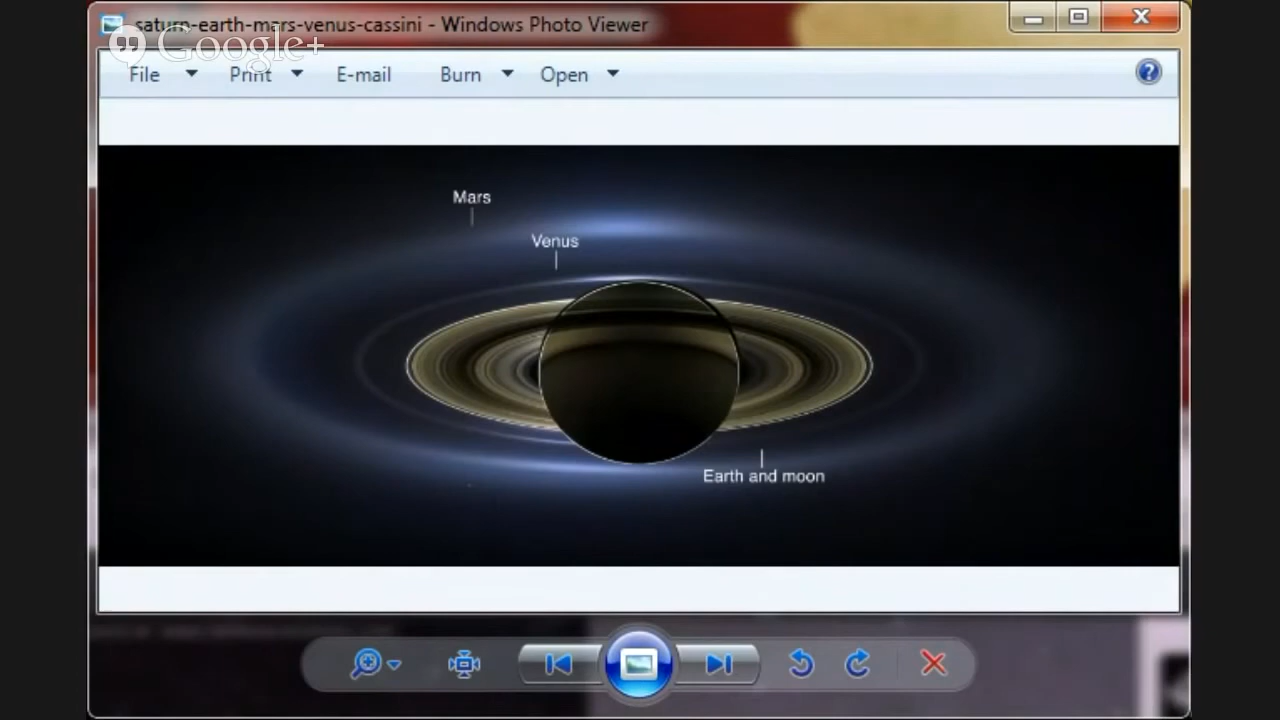 saturn-earth-mars-venus-cassini - Windows Photo Viewer
Google+
File Print E-mail Burn Open
Mars
Venus
Earth and moon